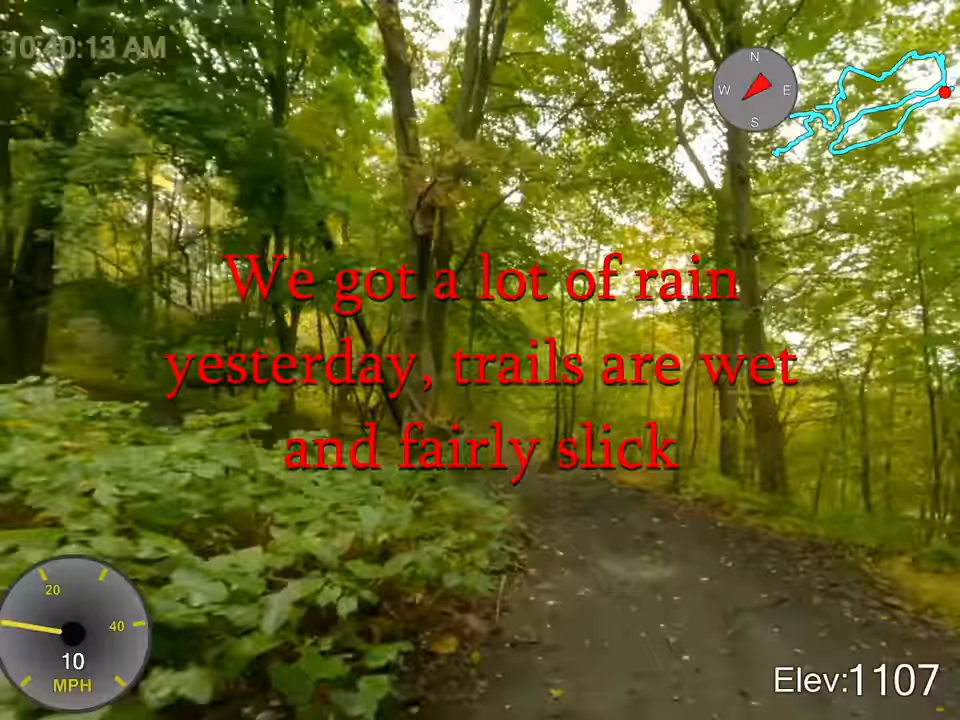 10:40:13 AM
N
W E
S
We got a lot of rain
yesterday, trails are wet
and fairly slick
20
40
10
MPH
Elev:1107